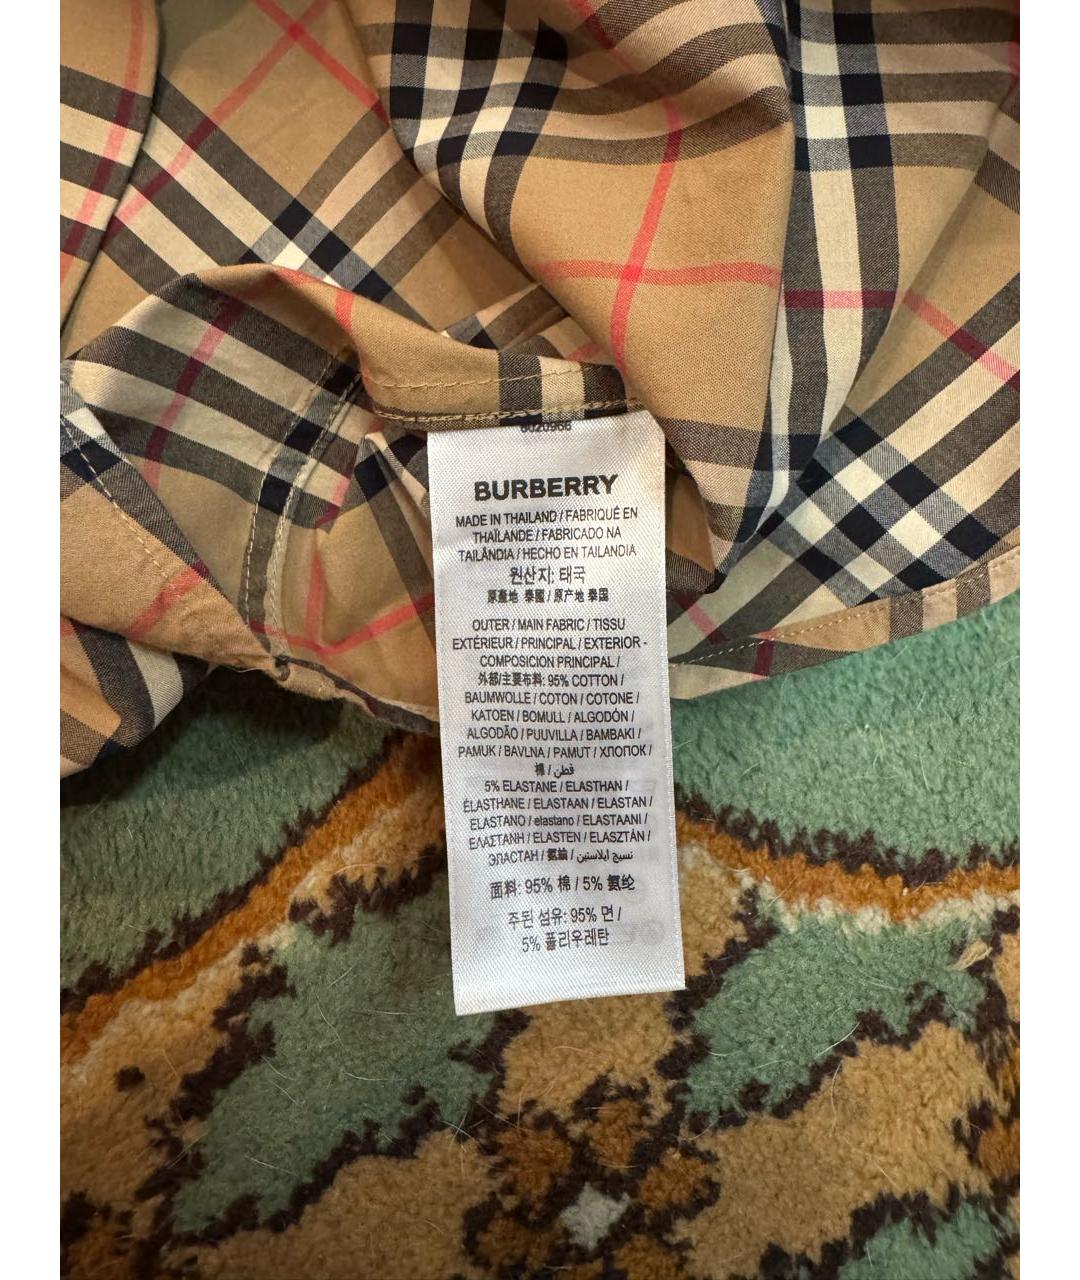 8020966
BURBERRY
MADE IN THAILAND / FABRIQUÉ EN
THAÏLANDE / FABRICADO NA
TAILÂNDIA / HECHO EN TAILANDIA
원산지: 태국
原產地 泰國 / 原产地 泰国
OUTER / MAIN FABRIC / TISSU
EXTÉRIEUR / PRINCIPAL / EXTERIOR -
COMPOSICION PRINCIPAL /
外部/主要布料: 95% COTTON /
BAUMWOLLE / COTON / COTONE /
KATOEN / BOMULL / ALGODÓN /
ALGODÃO / PUUVILLA / BAMBAKI /
PAMUK / BAVLNA / PAMUT / ХЛОПОК /
棉 / قطن
5% ELASTANE / ELASTHAN /
ÉLASTHANE / ELASTAAN / ELASTAN /
ELASTANO / elastano / ELASTAANI /
ΕΛΑΣΤΑΝΗ / ELASTEN / ELASZTÁN /
ЭЛАСТАН / 氨綸 / نسيج إيلاستين
面料: 95% 棉 / 5% 氨纶
주된 섬유: 95% 면 /
5% 폴리우레탄